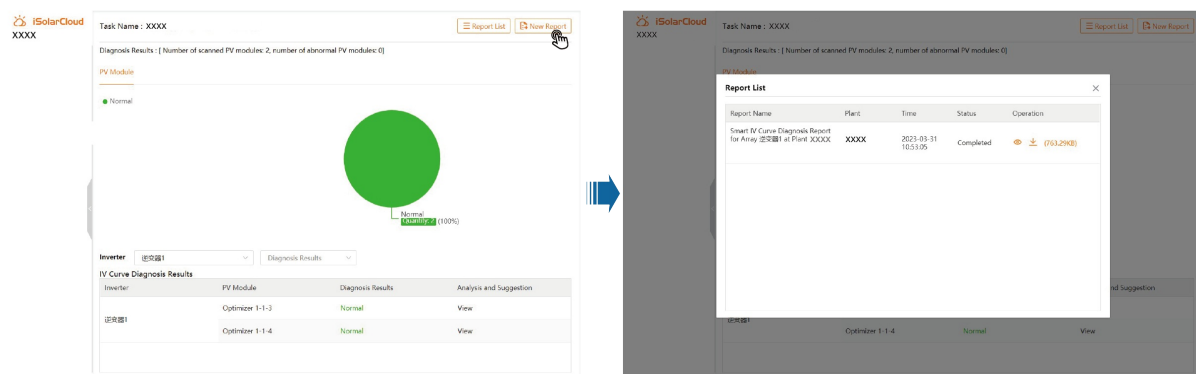 iSolarCloud
XXXX
Task Name : XXXX
Report List
New Report
Diagnosis Results : [ Number of scanned PV modules: 2, number of abnormal PV modules: 0]
PV Module
Normal
Normal
Quantity: 2 (100%)
Inverter 逆变器1 Diagnosis Results
IV Curve Diagnosis Results
Inverter PV Module Diagnosis Results Analysis and Suggestion
Optimizer 1-1-3 Normal View
逆变器1
Optimizer 1-1-4 Normal View
iSolarCloud
XXXX
Task Name : XXXX
Report List
New Report
Diagnosis Results : [ Number of scanned PV modules: 2, number of abnormal PV modules: 0]
PV Module
Report List
Report Name Plant Time Status Operation
Smart IV Curve Diagnosis Report
for Array 逆变器1 at Plant XXXX XXXX 2023-03-31
10:53:05 Completed (763.29KB)
nd Suggestion
逆变器1
Optimizer 1-1-4 Normal View